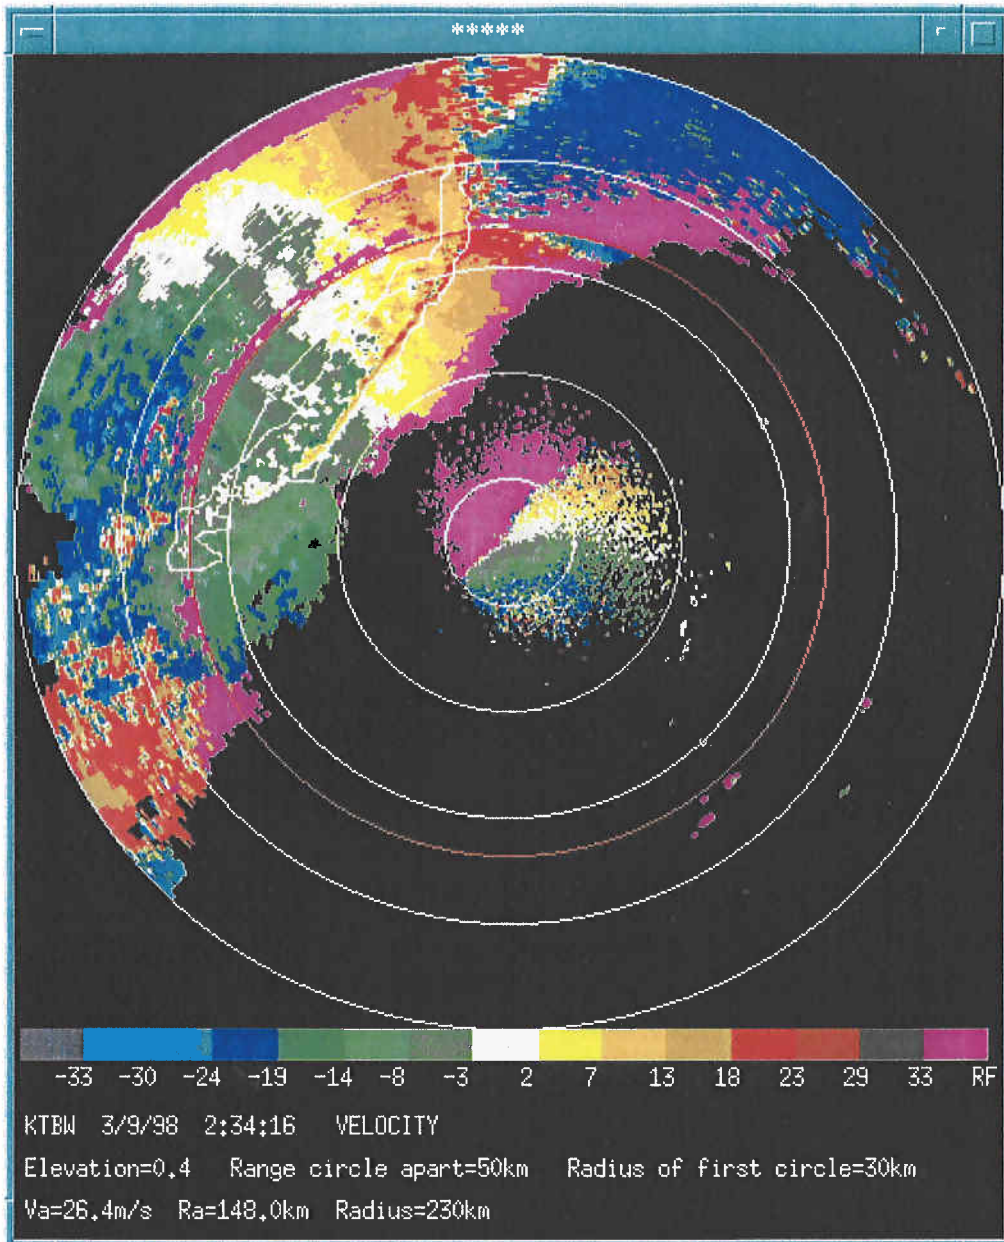 *****
-33 -30 -24 -19 -14 -8 -3 2 7 13 18 23 29 33 RF
KTBW 3/9/98 2:34:16 VELOCITY
Elevation=0.4 Range circle apart=50km Radius of first circle=30km
Va=26.4m/s Ra=148.0km Radius=230km